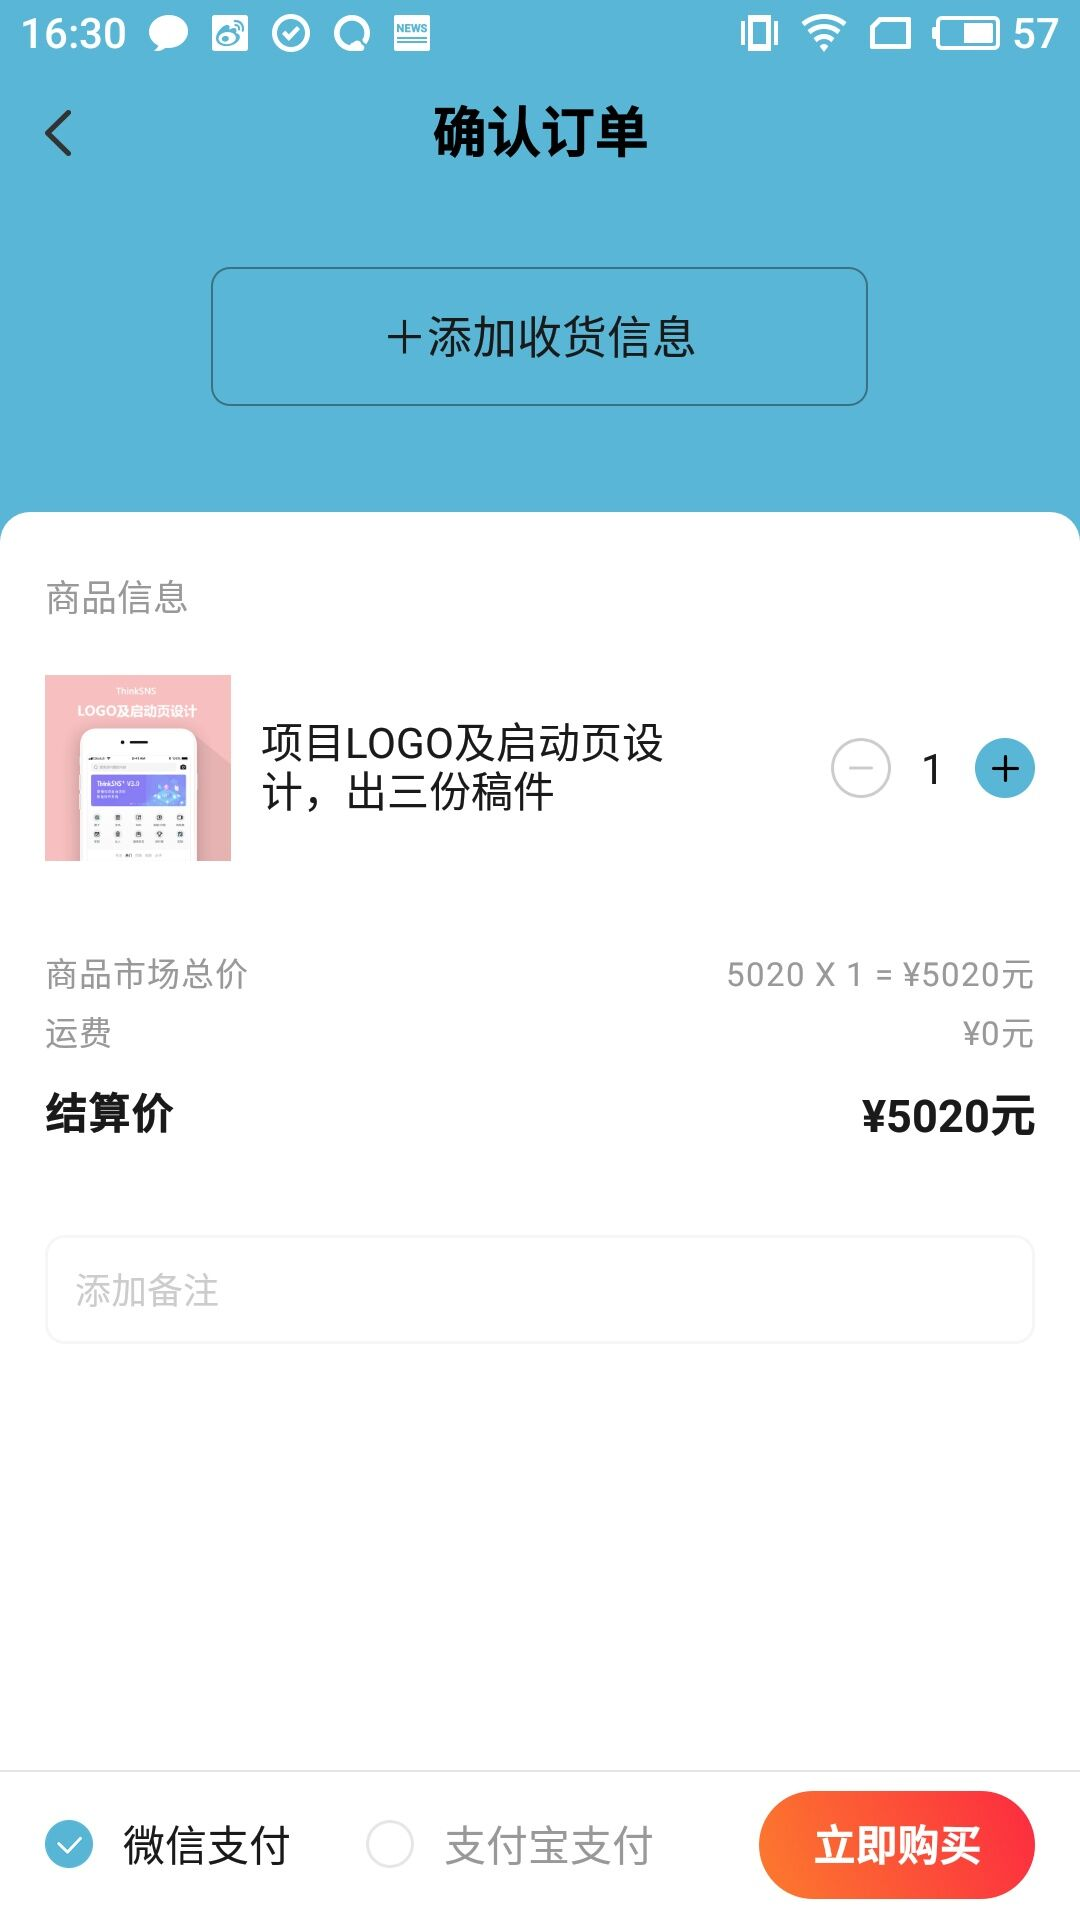 16:30 NEWS 57
确认订单
＋添加收货信息
商品信息
ThinkSNS
LOGO及启动页设计
ThinkSNS⁺ V3.0
项目LOGO及启动页设
计，出三份稿件
1
商品市场总价 5020 X 1 = ¥5020元
运费 ¥0元
结算价 ¥5020元
添加备注
微信支付 支付宝支付 立即购买